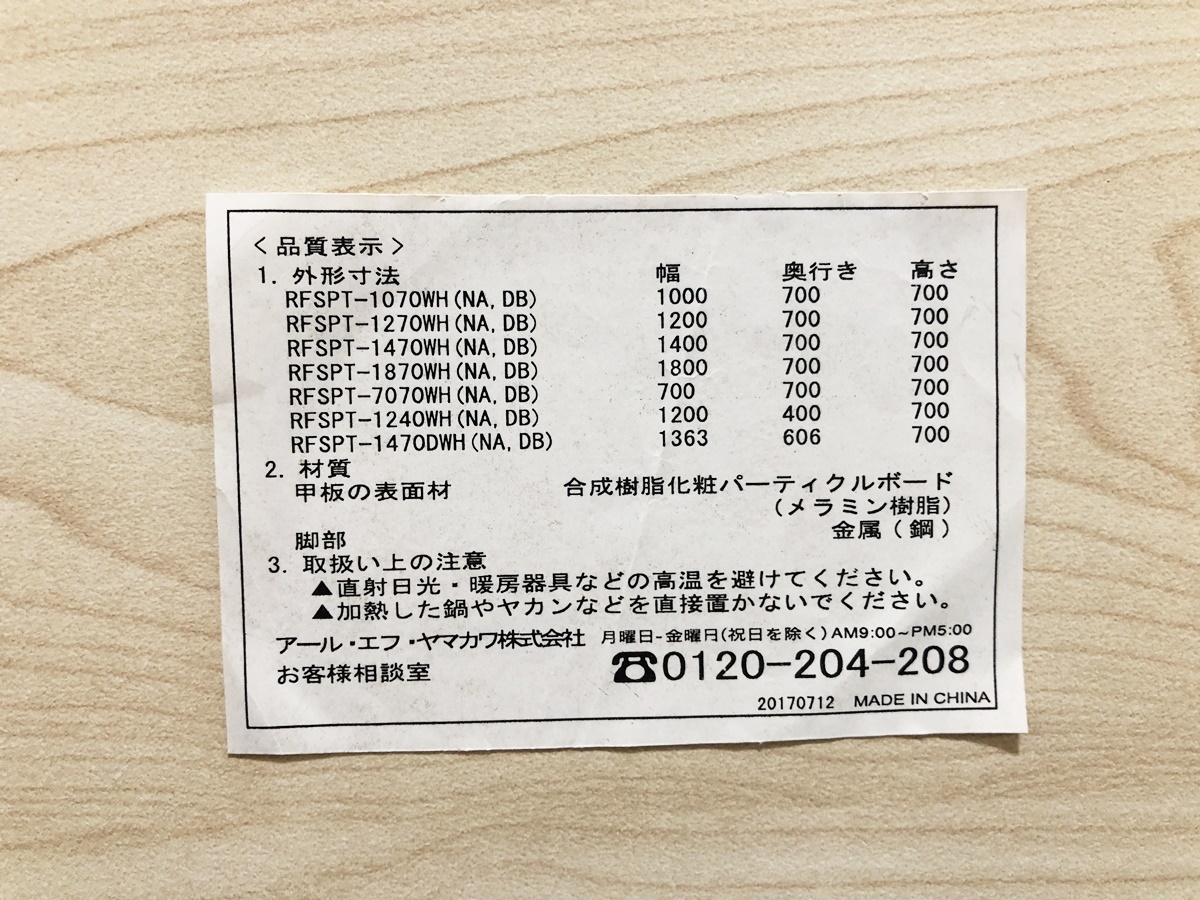 <品質表示>
1. 外形寸法 幅 奥行き 高さ
RFSPT-1070WH(NA, DB) 1000 700 700
RFSPT-1270WH(NA, DB) 1200 700 700
RFSPT-1470WH(NA, DB) 1400 700 700
RFSPT-1870WH(NA, DB) 1800 700 700
RFSPT-7070WH(NA, DB) 700 700 700
RFSPT-1240WH(NA, DB) 1200 400 700
RFSPT-1470DWH(NA, DB) 1363 606 700
2. 材質
甲板の表面材 合成樹脂化粧パーティクルボード
(メラミン樹脂)
金属(鋼)
脚部
3. 取扱い上の注意
▲直射日光・暖房器具などの高温を避けてください。
▲加熱した鍋やヤカンなどを直接置かないでください。
アール・エフ・ヤマカワ株式会社 月曜日-金曜日(祝日を除く)AM9:00~PM5:00
お客様相談室 ☎0120-204-208
20170712 MADE IN CHINA